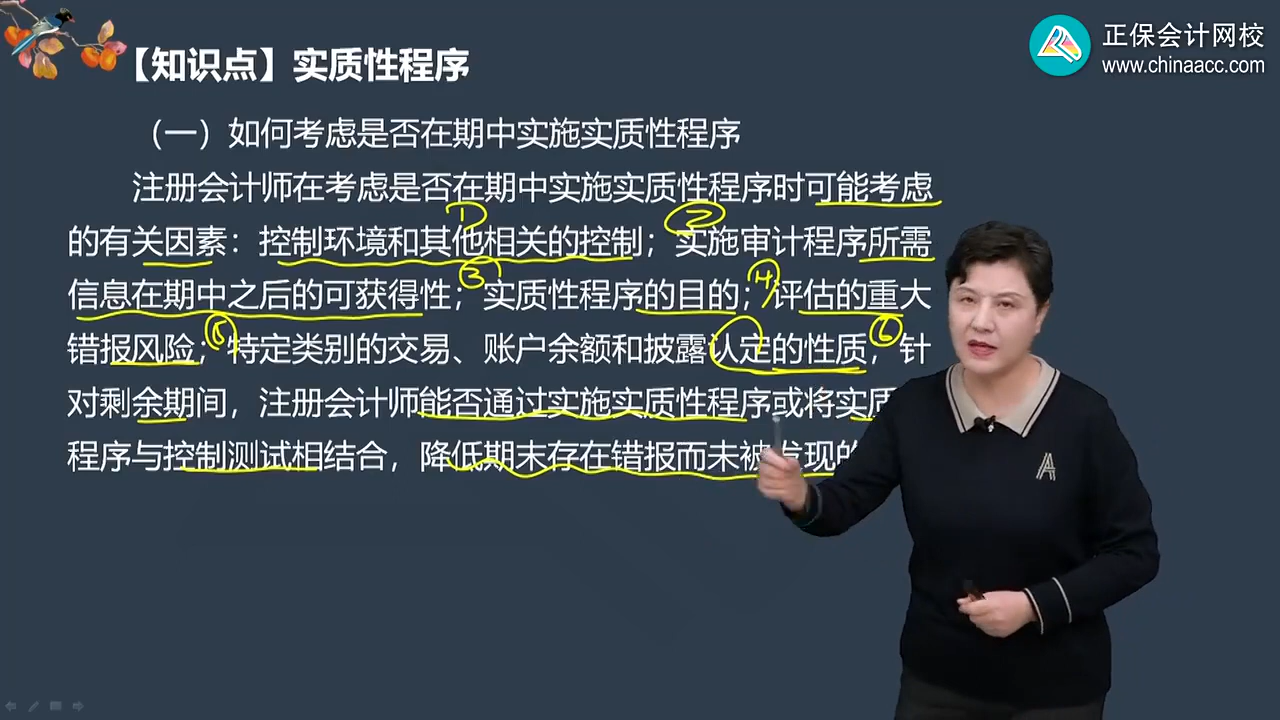 正保会计网校
www.chinaacc.com
【知识点】实质性程序
（一）如何考虑是否在期中实施实质性程序
注册会计师在考虑是否在期中实施实质性程序时可能考虑
的有关因素：控制环境和其他相关的控制；实施审计程序所需
信息在期中之后的可获得性；实质性程序的目的；评估的重大
错报风险；特定类别的交易、账户余额和披露认定的性质；针
对剩余期间，注册会计师能否通过实施实质性程序或将实质
程序与控制测试相结合，降低期末存在错报而未被发现的
1
2
3
4
5
6
A